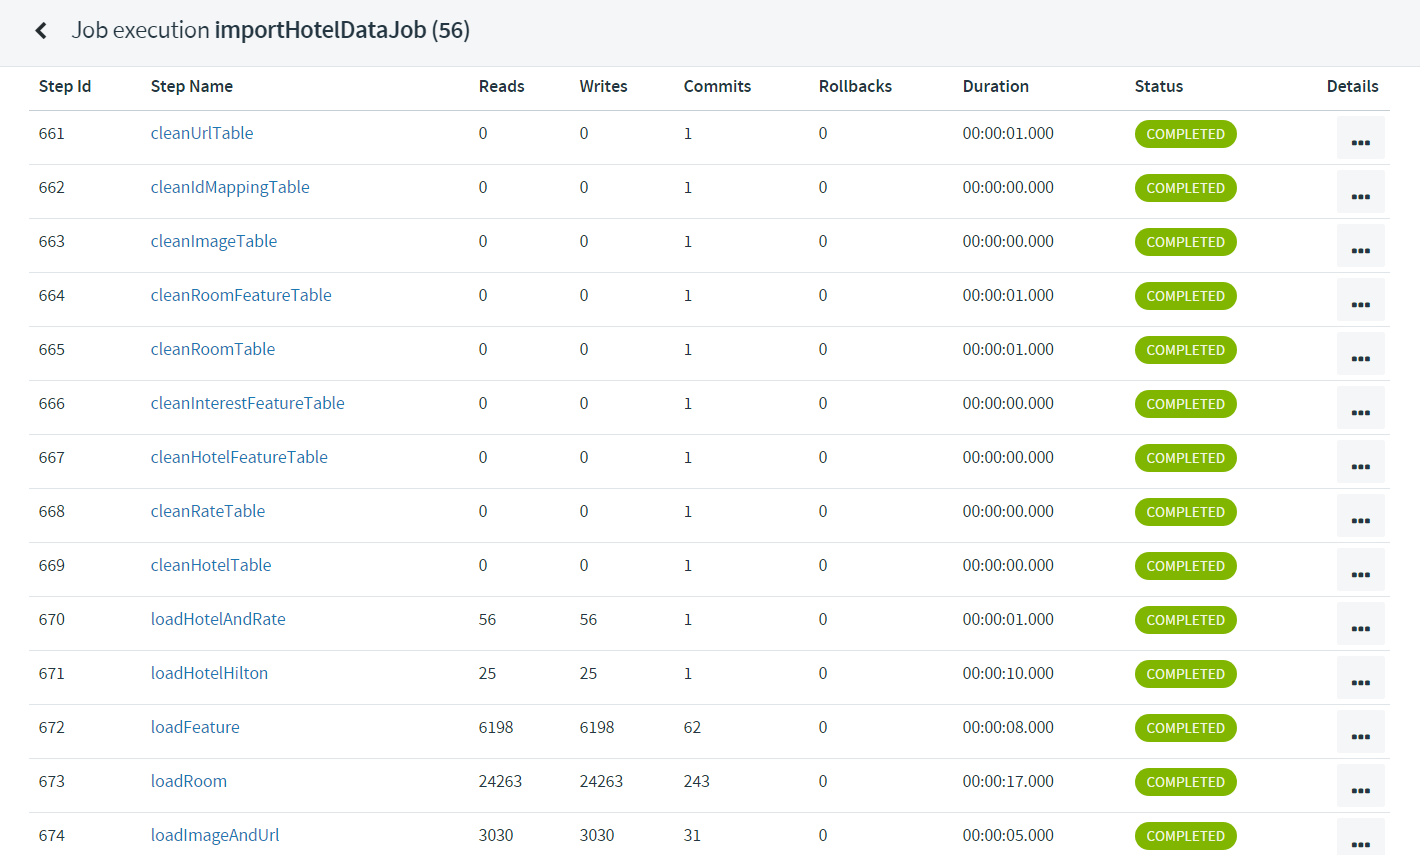 Job execution importHotelDataJob (56)
Step Id Step Name Reads Writes Commits Rollbacks Duration Status Details
661 cleanUrlTable 0 0 1 0 00:00:01.000 COMPLETED ...
662 cleanIdMappingTable 0 0 1 0 00:00:00.000 COMPLETED ...
663 cleanImageTable 0 0 1 0 00:00:00.000 COMPLETED ...
664 cleanRoomFeatureTable 0 0 1 0 00:00:01.000 COMPLETED ...
665 cleanRoomTable 0 0 1 0 00:00:01.000 COMPLETED ...
666 cleanInterestFeatureTable 0 0 1 0 00:00:00.000 COMPLETED ...
667 cleanHotelFeatureTable 0 0 1 0 00:00:00.000 COMPLETED ...
668 cleanRateTable 0 0 1 0 00:00:00.000 COMPLETED ...
669 cleanHotelTable 0 0 1 0 00:00:00.000 COMPLETED ...
670 loadHotelAndRate 56 56 1 0 00:00:01.000 COMPLETED ...
671 loadHotelHilton 25 25 1 0 00:00:10.000 COMPLETED ...
672 loadFeature 6198 6198 62 0 00:00:08.000 COMPLETED ...
673 loadRoom 24263 24263 243 0 00:00:17.000 COMPLETED ...
674 loadImageAndUrl 3030 3030 31 0 00:00:05.000 COMPLETED ...